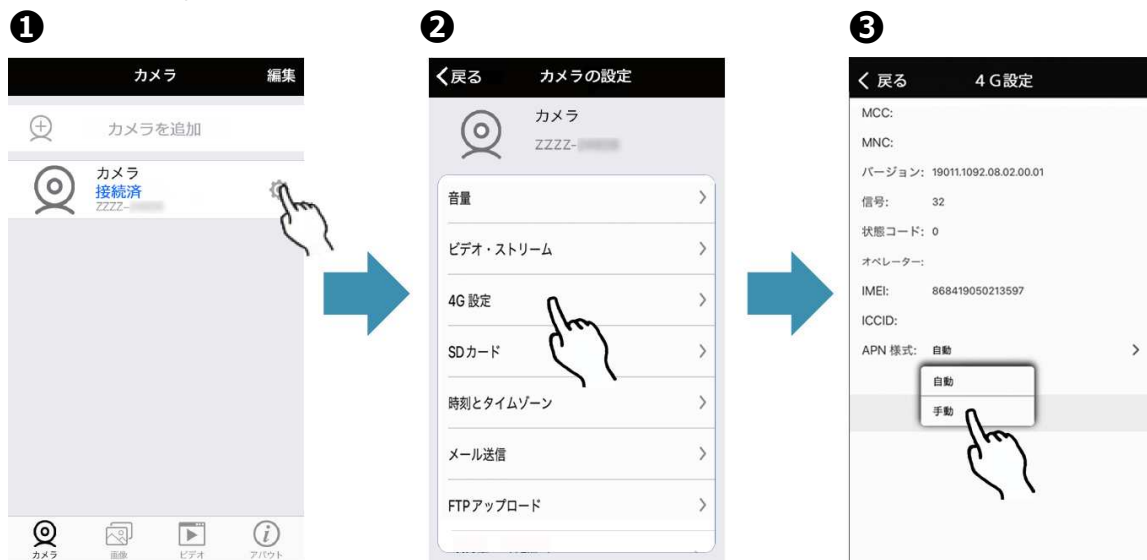 ❶
カメラ 編集
カメラを追加
カメラ
接続済
ZZZZ-
カメラ
画像
ビデオ
アバウト
❷
戻る カメラの設定
カメラ
ZZZZ-
音量
ビデオ・ストリーム
4G 設定
SDカード
時刻とタイムゾーン
メール送信
FTPアップロード
❸
戻る 4G設定
MCC:
MNC:
バージョン: 19011.1092.08.02.00.01
信号: 32
状態コード: 0
オペレーター:
IMEI: 868419050213597
ICCID:
APN 様式: 自動
自動
手動